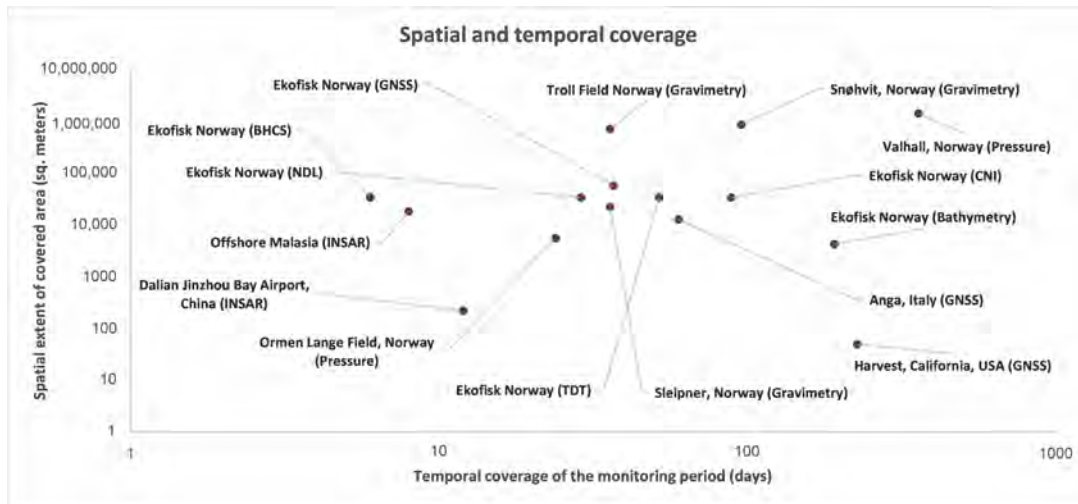 Spatial and temporal coverage
Spatial extent of covered area (sq. meters)
10,000,000
1,000,000
100,000
10,000
1000
100
10
1
Ekofisk Norway (GNSS)
Troll Field Norway (Gravimetry)
Snøhvit, Norway (Gravimetry)
Ekofisk Norway (BHCS)
Valhall, Norway (Pressure)
Ekofisk Norway (NDL)
Ekofisk Norway (CNI)
Offshore Malasia (INSAR)
Ekofisk Norway (Bathymetry)
Dalian Jinzhou Bay Airport,
China (INSAR)
Anga, Italy (GNSS)
Ormen Lange Field, Norway
(Pressure)
Harvest, California, USA (GNSS)
Ekofisk Norway (TDT)
Sleipner, Norway (Gravimetry)
1
10
100
1000
Temporal coverage of the monitoring period (days)